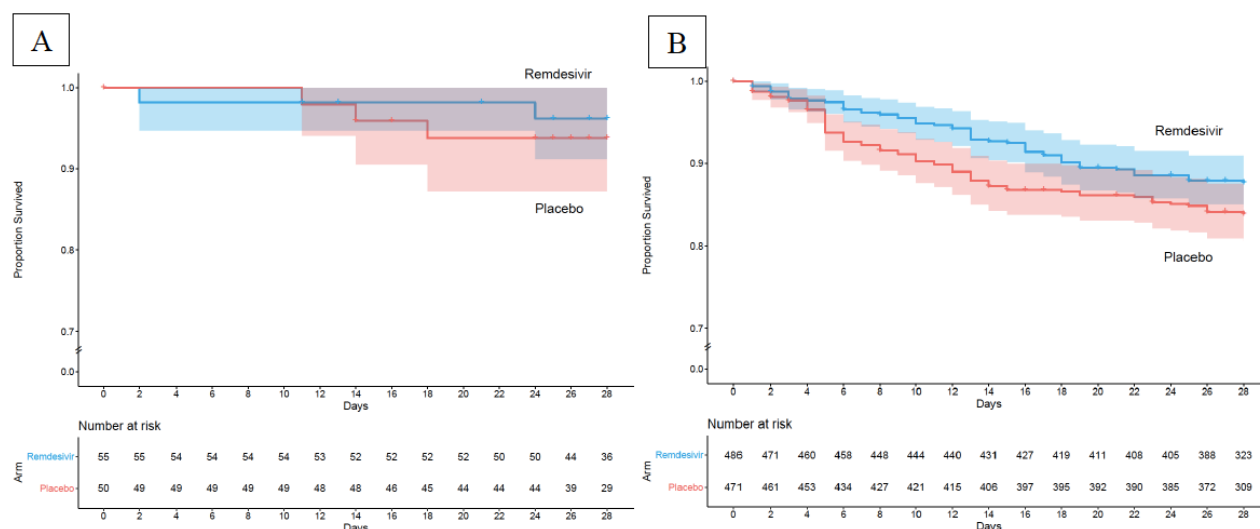 A
Remdesivir
Placebo
Proportion Survived
1.0
0.9
0.8
0.7
0.0
0 2 4 6 8 10 12 14 16 18 20 22 24 26 28
Days
Number at risk
Arm
Remdesivir 55 55 54 54 54 54 53 52 52 52 52 50 50 44 36
Placebo 50 49 49 49 49 49 48 48 46 45 44 44 44 39 29
0 2 4 6 8 10 12 14 16 18 20 22 24 26 28
Days
B
Remdesivir
Placebo
Proportion Survived
1.0
0.9
0.8
0.7
0.0
0 2 4 6 8 10 12 14 16 18 20 22 24 26 28
Days
Number at risk
Arm
Remdesivir 486 471 460 458 448 444 440 431 427 419 411 408 405 388 323
Placebo 471 461 453 434 427 421 415 406 397 395 392 390 385 372 309
0 2 4 6 8 10 12 14 16 18 20 22 24 26 28
Days